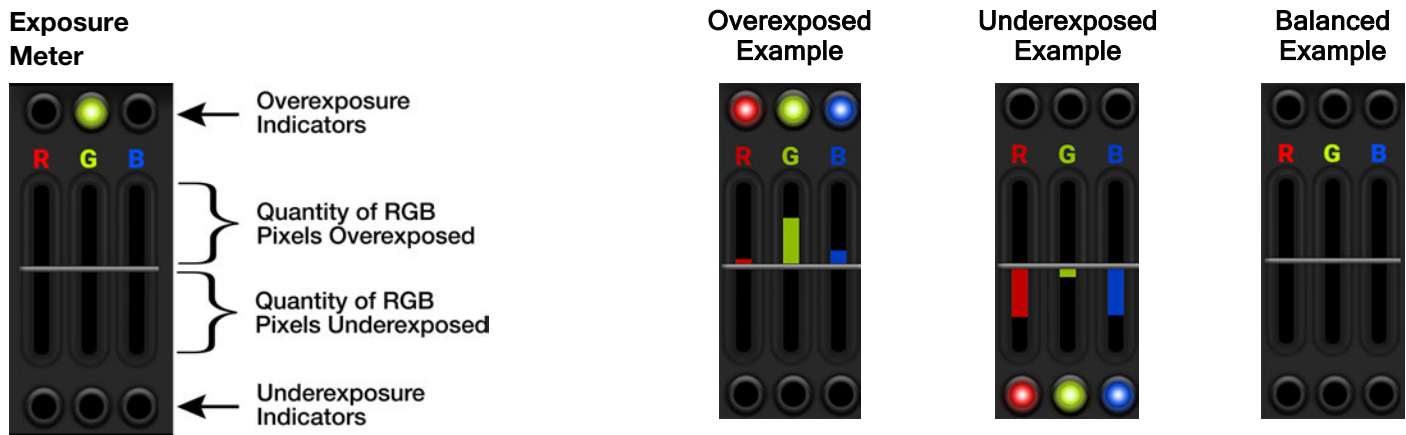 Exposure
Meter
R G B
Overexposure
Indicators
Quantity of RGB
Pixels Overexposed
Quantity of RGB
Pixels Underexposed
Underexposure
Indicators
Overexposed
Example
R G B
Underexposed
Example
R G B
Balanced
Example
R G B